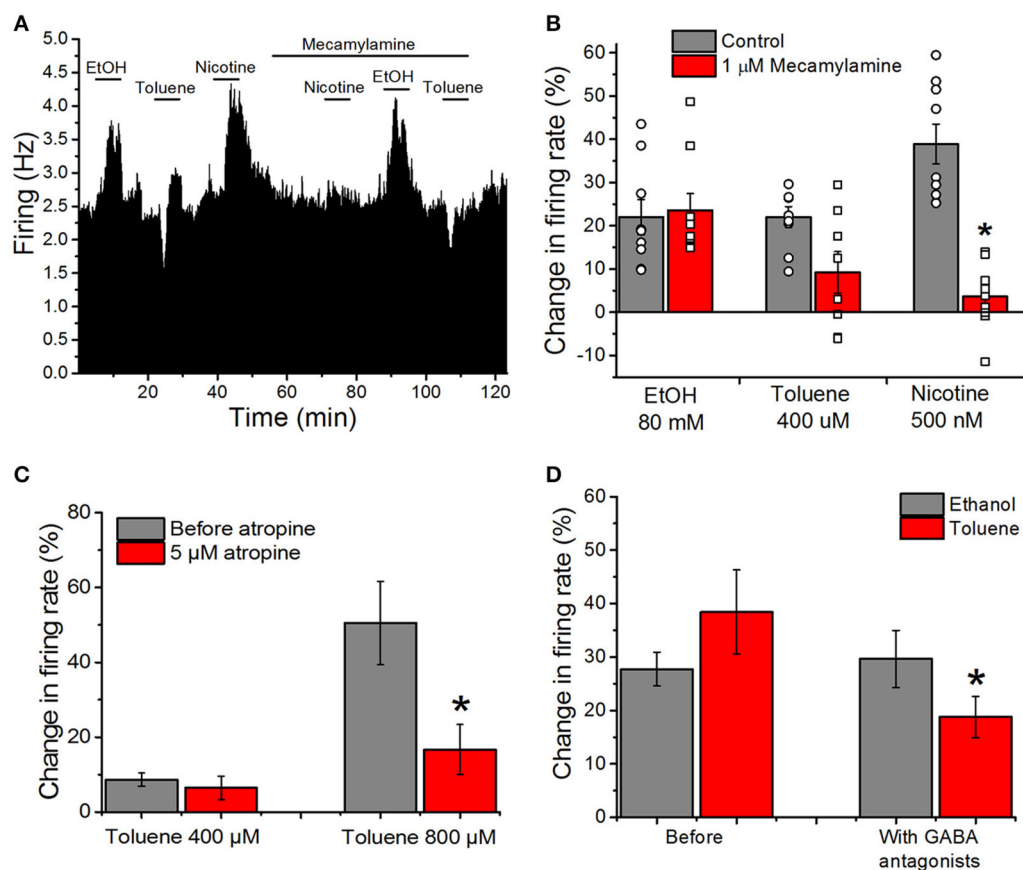 A
Firing (Hz)
5.0
4.5
4.0
3.5
3.0
2.5
2.0
1.5
1.0
0.5
0.0
EtOH
Toluene
Nicotine
Mecamylamine
Nicotine
EtOH
Toluene
20 40 60 80 100 120
Time (min)
B
Change in firing rate (%)
60
50
40
30
20
10
0
-10
Control
1 μM Mecamylamine
*
EtOH
80 mM
Toluene
400 uM
Nicotine
500 nM
C
Change in firing rate (%)
80
60
40
20
0
Before atropine
5 μM atropine
*
Toluene 400 μM
Toluene 800 μM
D
Change in firing rate (%)
60
50
40
30
20
10
0
Ethanol
Toluene
*
Before
With GABA
antagonists